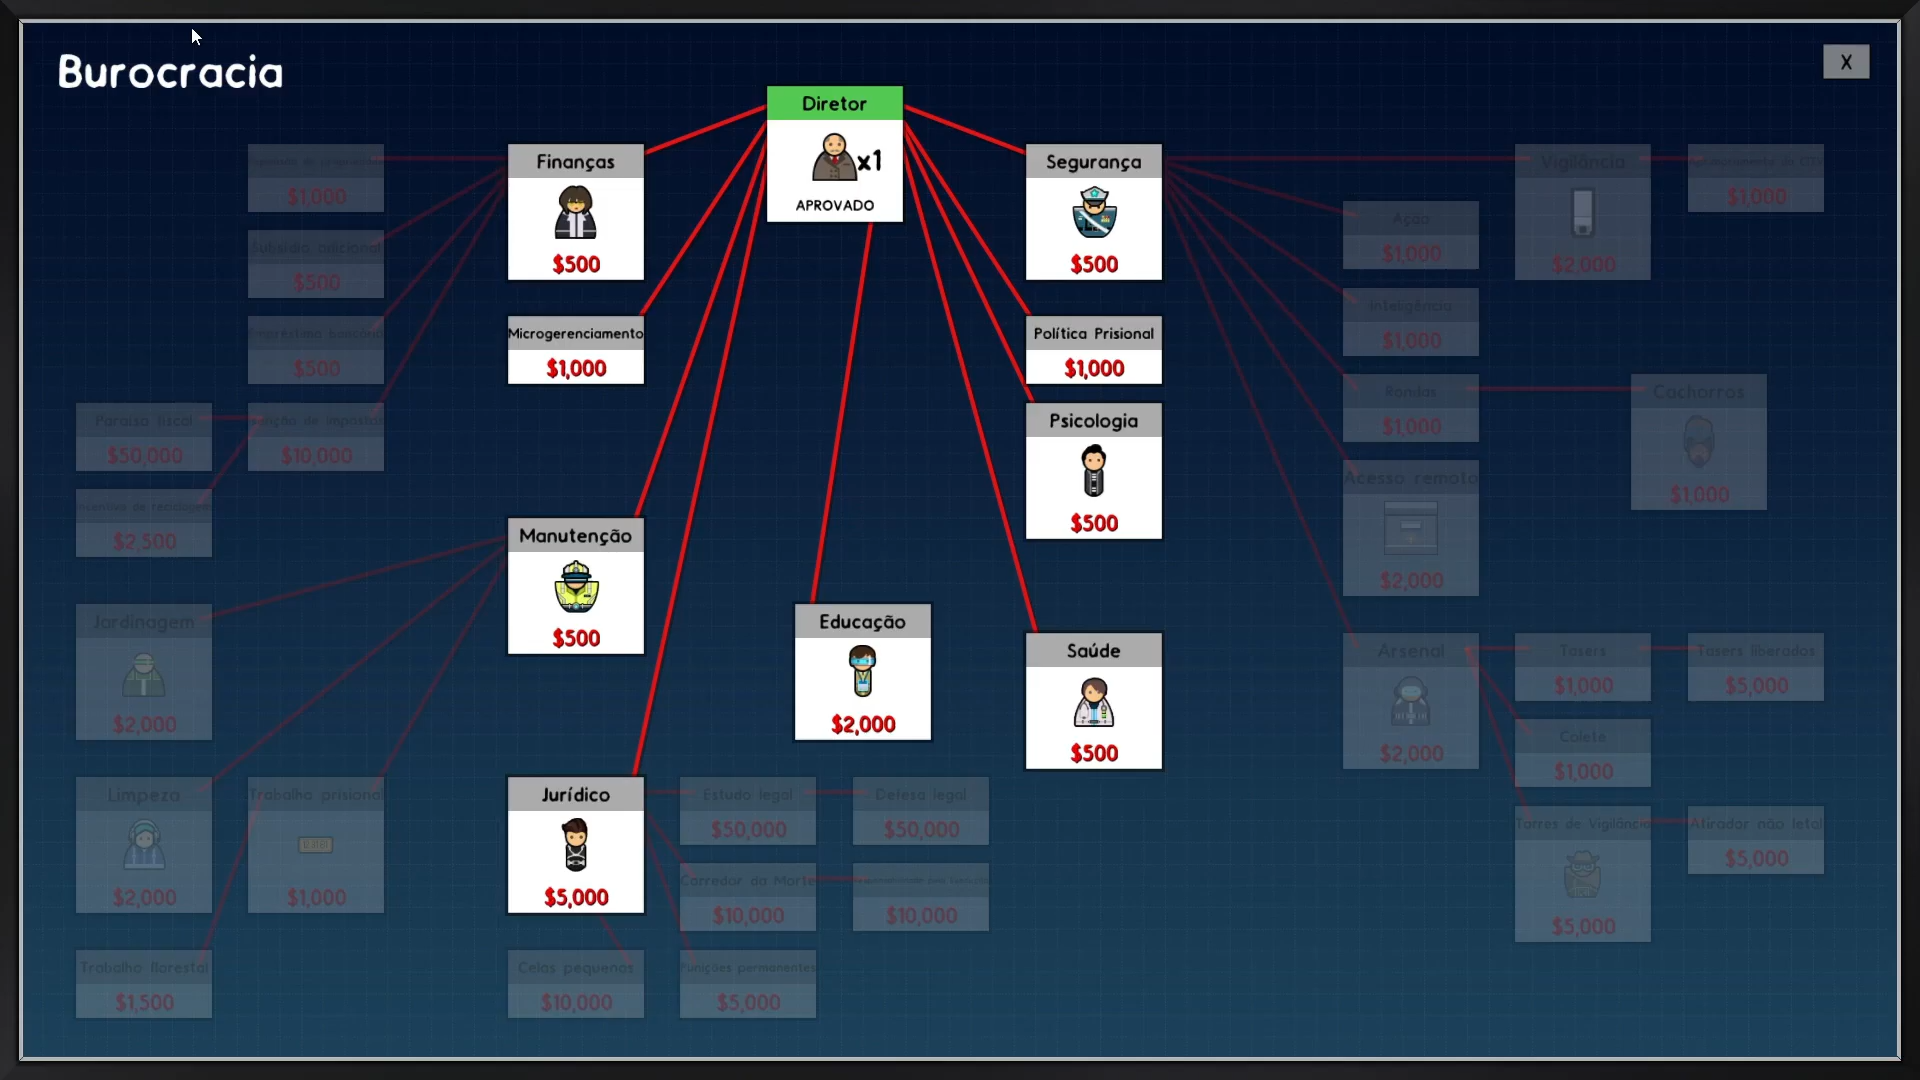 Burocracia
X
Diretor
x1
APROVADO
Finanças
$500
Segurança
$500
Vigilância
$2,000
$1,000
$1,000
Subsídio adicional
$500
Ação
$1,000
Microgerenciamento
$1,000
Política Prisional
$1,000
Inteligência
$1,000
$500
Psicologia
$500
Rondas
$1,000
Cachorros
$1,000
Paraíso fiscal
$50,000
$10,000
$2,500
Acesso remoto
$2,000
Manutenção
$500
Jardinagem
$2,000
Educação
$2,000
Saúde
$500
Arsenal
$2,000
Tasers
$1,000
Tasers liberados
$5,000
Colete
$1,000
Limpeza
$2,000
Trabalho prisional
$1,000
Jurídico
$5,000
Estudo legal
$50,000
Defesa legal
$50,000
Torres de Vigilância
$5,000
Atirador não letal
$5,000
Corredor da Morte
$10,000
$10,000
Trabalho florestal
$1,500
Celas pequenas
$10,000
Punições permanentes
$5,000